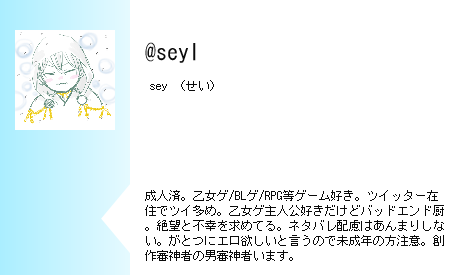 @seyl
sey （せい）
成人済。乙女ゲ/BLゲ/RPG等ゲーム好き。ツイッター在
住でツイ多め。乙女ゲ主人公好きだけどバッドエンド厨
。絶望と不幸を求めてる。ネタバレ配慮はあんまりしな
い。がとつにエロ欲しいと言うので未成年の方注意。創
作審神者の男審神者います。